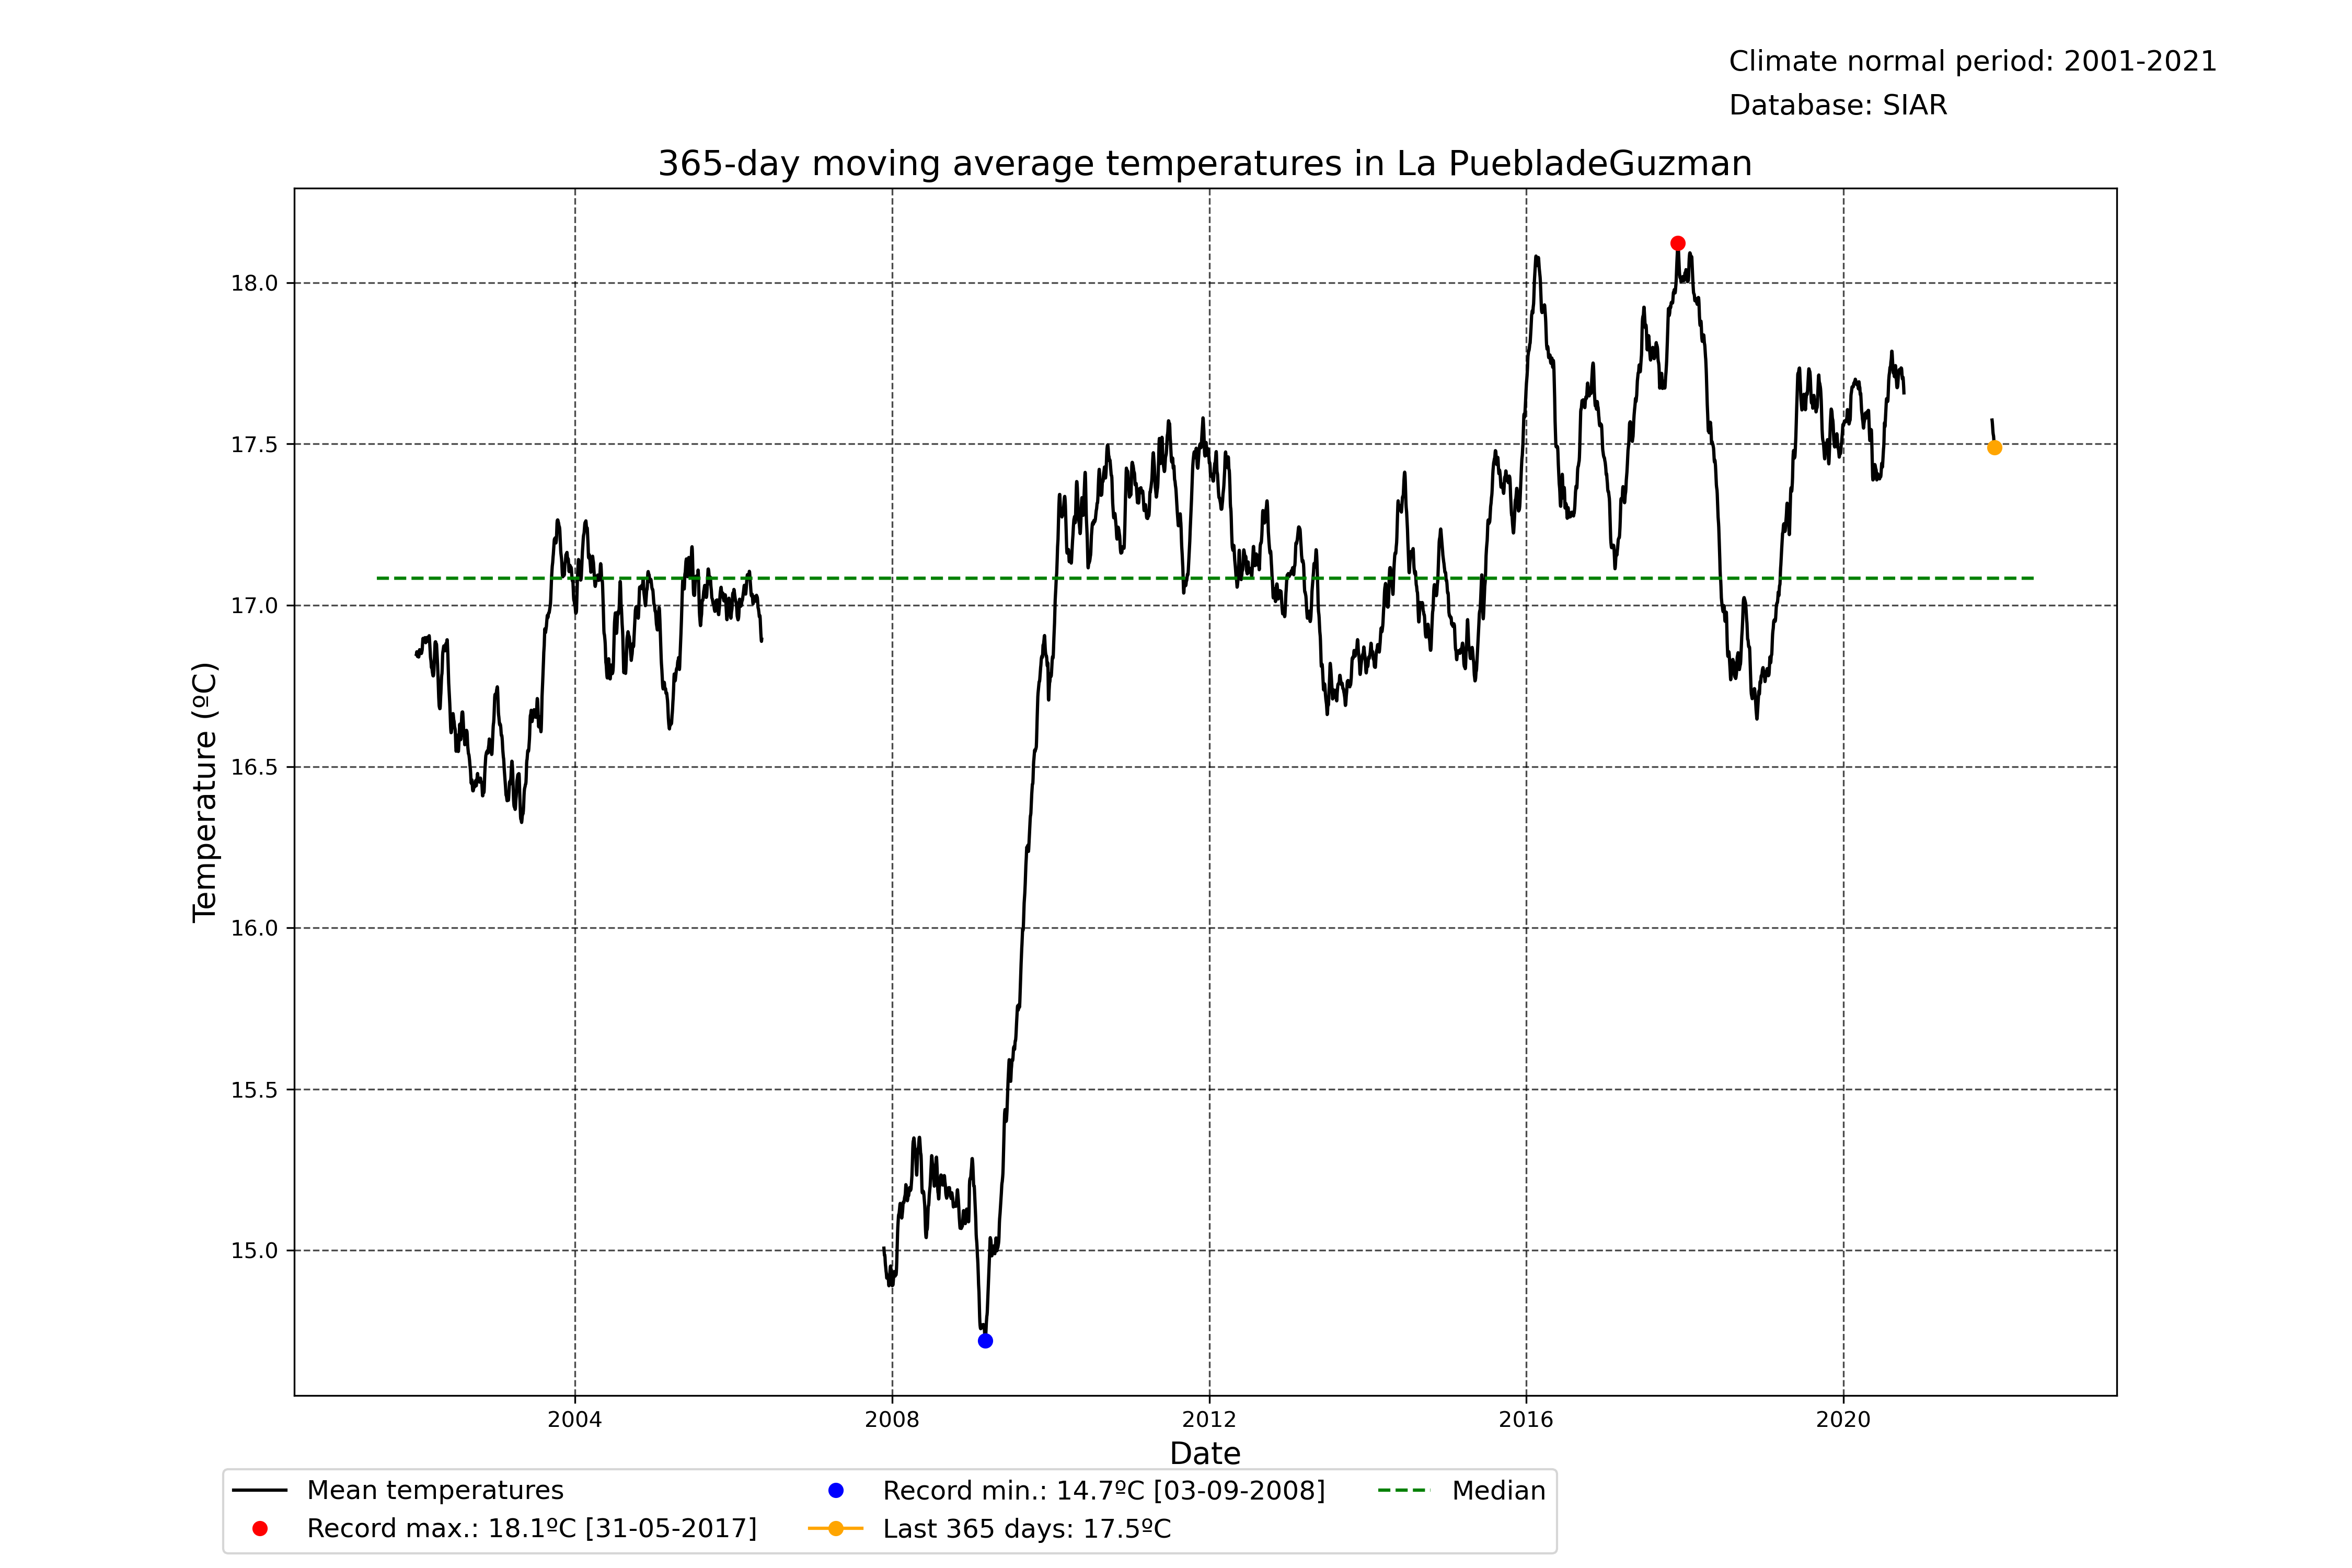 Climate normal period: 2001-2021
Database: SIAR
365-day moving average temperatures in La PuebladeGuzman
Temperature (ºC)
18.0
17.5
17.0
16.5
16.0
15.5
15.0
2004
2008
2012
2016
2020
Date
Mean temperatures
Record max.: 18.1ºC [31-05-2017]
Record min.: 14.7ºC [03-09-2008]
Last 365 days: 17.5ºC
Median